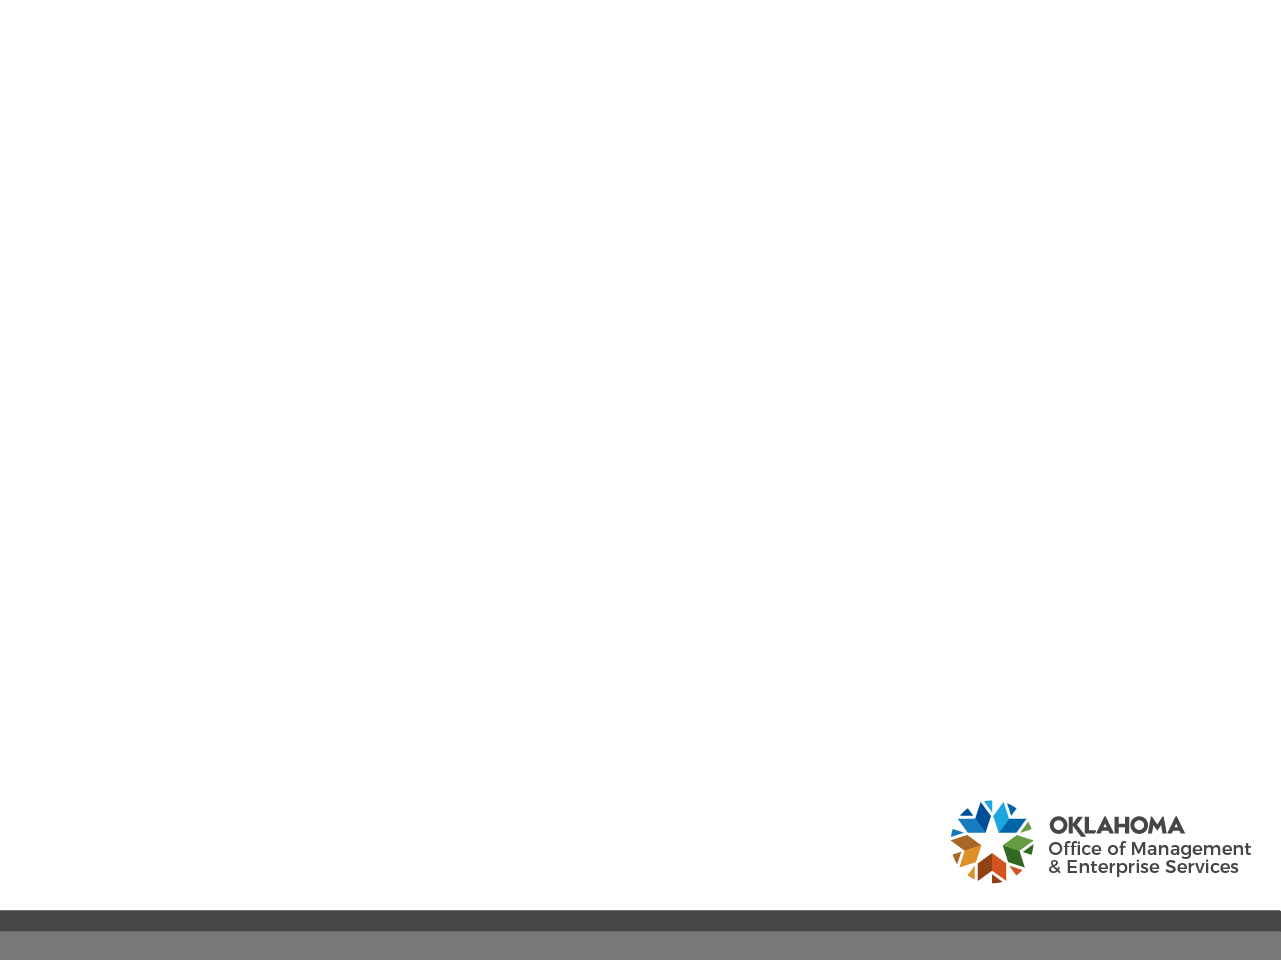 OKLAHOMA
Office of Management
& Enterprise Services